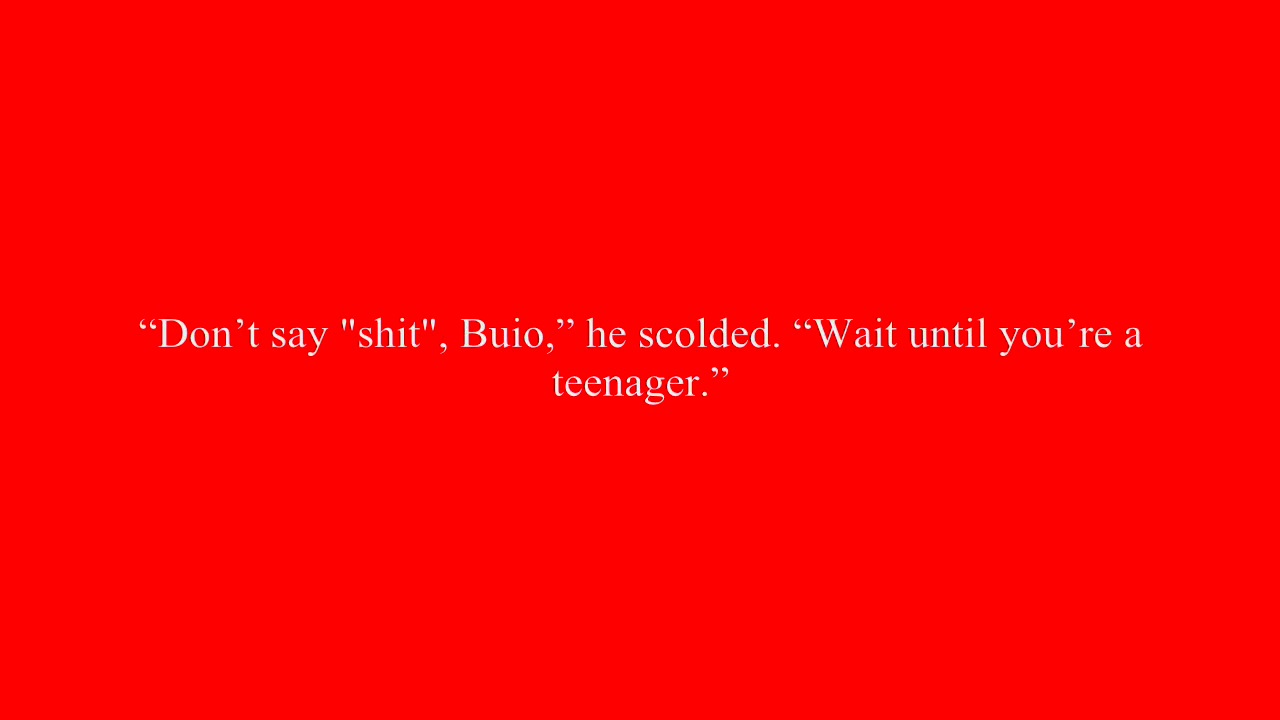 “Don’t say "shit", Buio,” he scolded. “Wait until you’re a
teenager.”